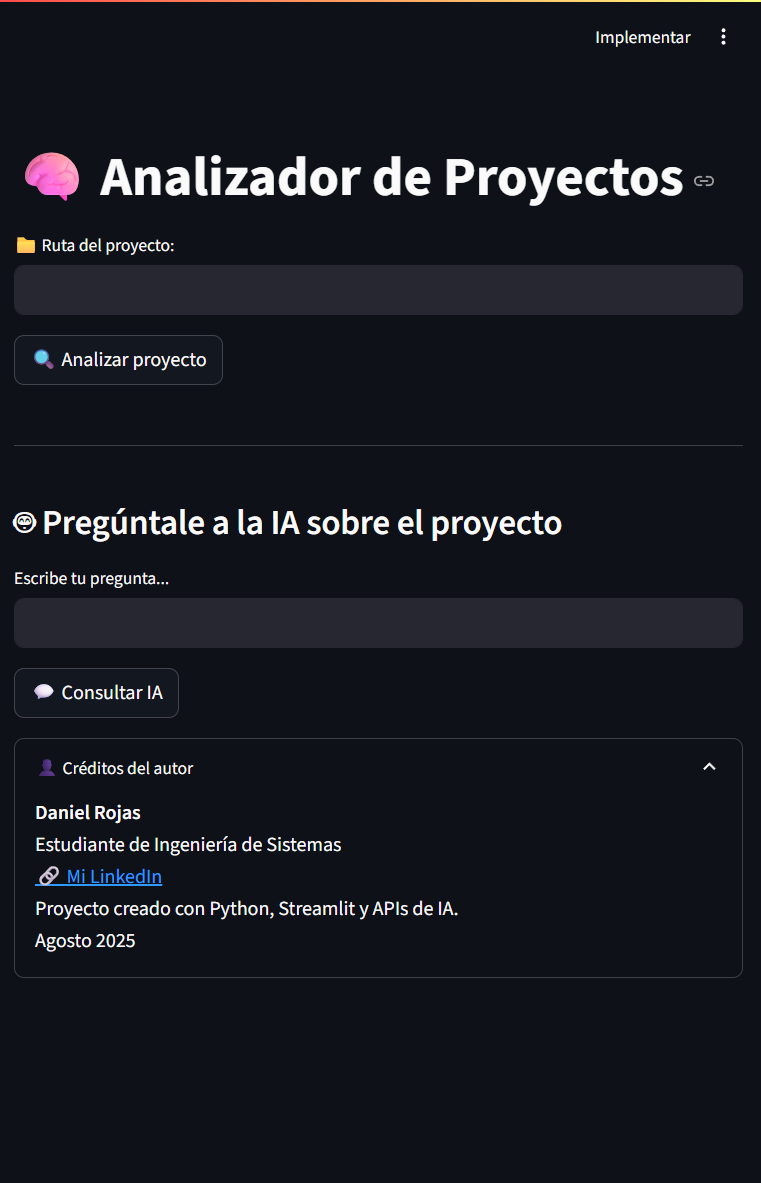 Implementar
Analizador de Proyectos
Ruta del proyecto:
Analizar proyecto
Pregúntale a la IA sobre el proyecto
Escribe tu pregunta...
Consultar IA
Créditos del autor
Daniel Rojas
Estudiante de Ingeniería de Sistemas
Mi LinkedIn
Proyecto creado con Python, Streamlit y APIs de IA.
Agosto 2025